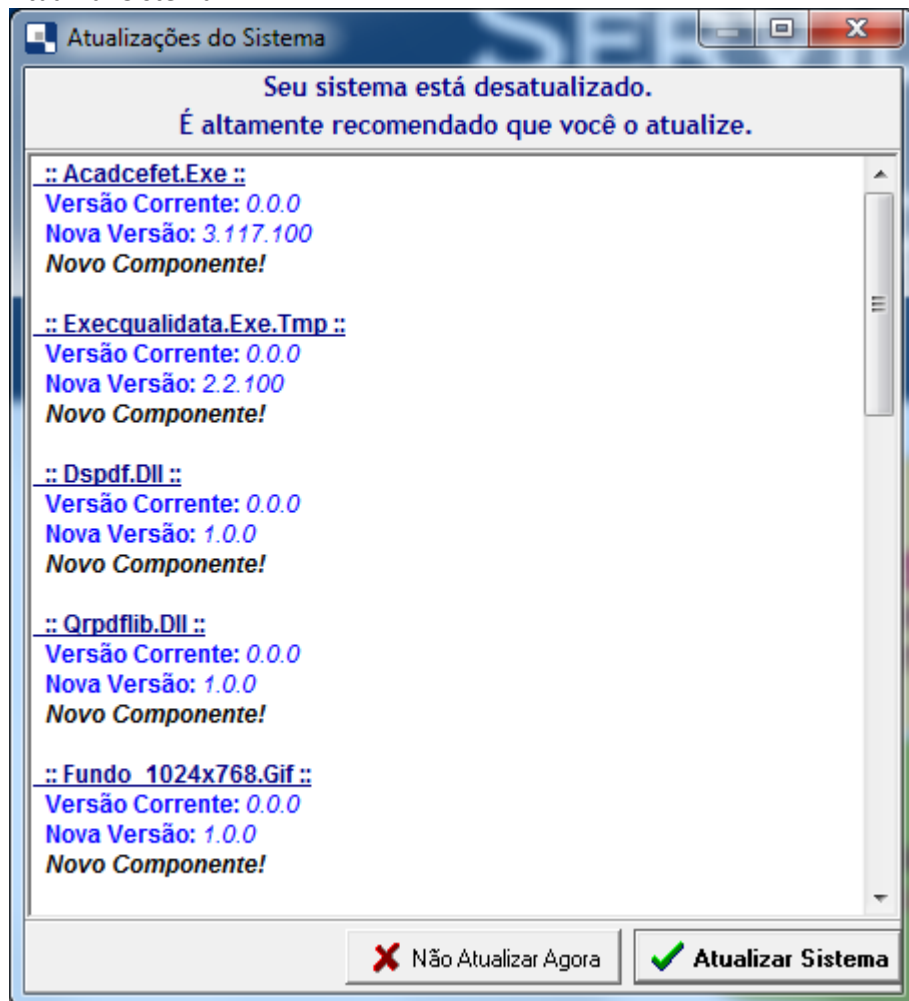 Atualizações do Sistema
Seu sistema está desatualizado.
É altamente recomendado que você o atualize.
:: Acadcefet.Exe ::
Versão Corrente: 0.0.0
Nova Versão: 3.117.100
Novo Componente!
:: Execqualidata.Exe.Tmp ::
Versão Corrente: 0.0.0
Nova Versão: 2.2.100
Novo Componente!
:: Dspdf.Dll ::
Versão Corrente: 0.0.0
Nova Versão: 1.0.0
Novo Componente!
:: Qrpdflib.Dll ::
Versão Corrente: 0.0.0
Nova Versão: 1.0.0
Novo Componente!
:: Fundo_1024x768.Gif ::
Versão Corrente: 0.0.0
Nova Versão: 1.0.0
Novo Componente!
Não Atualizar Agora
Atualizar Sistema